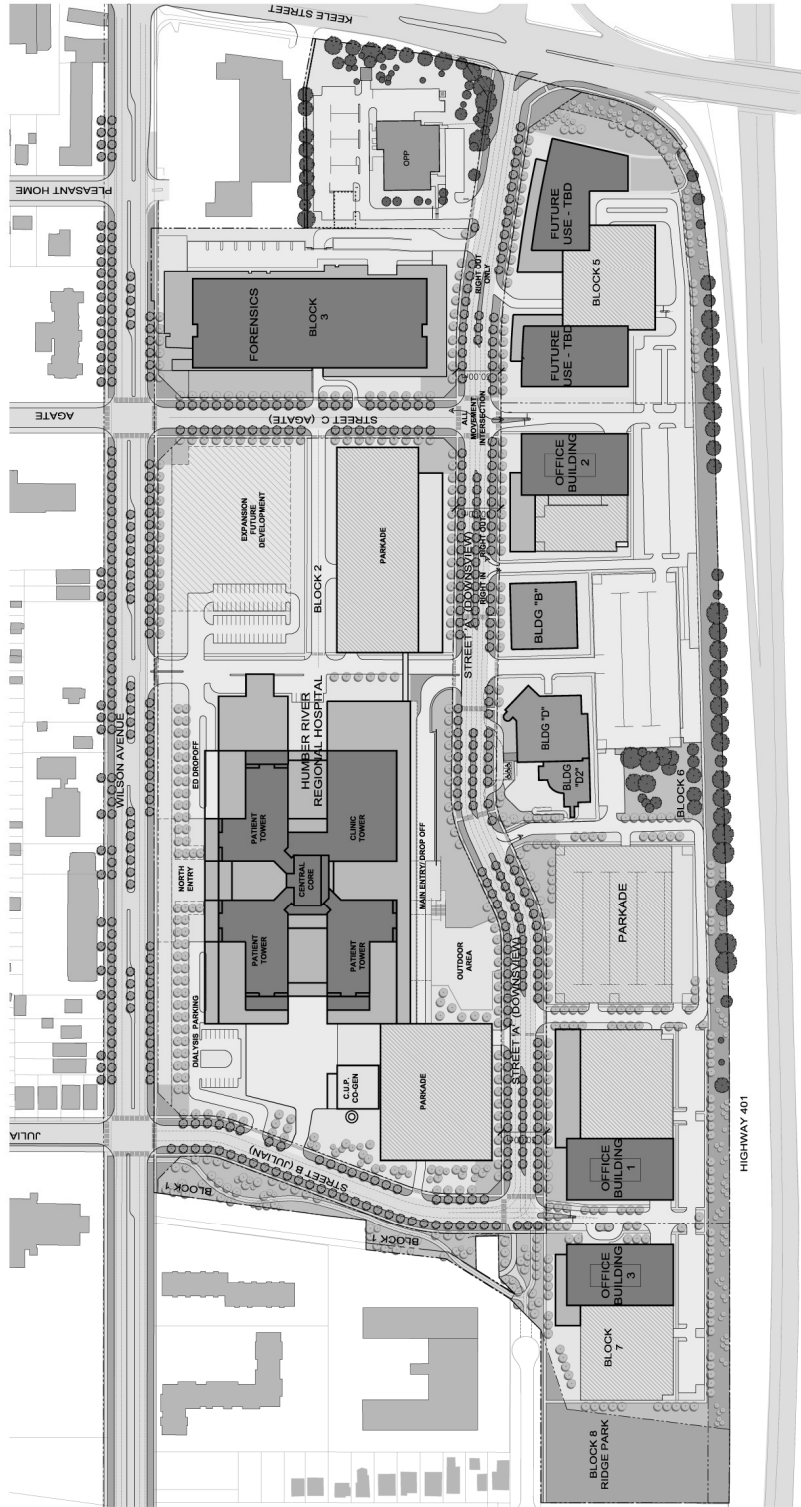 KEELE STREET
PLEASANT HOME
AGATE
JULIA
WILSON AVENUE
OPP
FORENSICS
BLOCK
3
STREET C (AGATE)
RIGHT OUT
ONLY
ALL
MOVEMENT
INTERSECTION
FUTURE
USE - TBD
BLOCK 5
FUTURE
USE - TBD
OFFICE
BUILDING
2
EXPANSION
FUTURE
DEVELOPMENT
BLOCK 2
PARKADE
STREET 'A' (DOWNSVIEW)
RIGHT IN
RIGHT OUT
BLDG "B"
BLDG "D"
BLDG
"D2"
BLOCK 6
HUMBER RIVER
REGIONAL HOSPITAL
ED DROPOFF
NORTH
ENTRY
PATIENT
TOWER
CLINIC
TOWER
CENTRAL
CORE
PATIENT
TOWER
PATIENT
TOWER
MAIN ENTRY/ DROP OFF
OUTDOOR
AREA
DIALYSIS PARKING
C.U.P.
CO-GEN
PARKADE
STREET 'A' (DOWNSVIEW)
PARKADE
STREET B (JULIAN)
BLOCK 1
BLOCK 1
OFFICE
BUILDING
1
OFFICE
BUILDING
3
BLOCK
7
BLOCK 8
RIDGE PARK
HIGHWAY 401